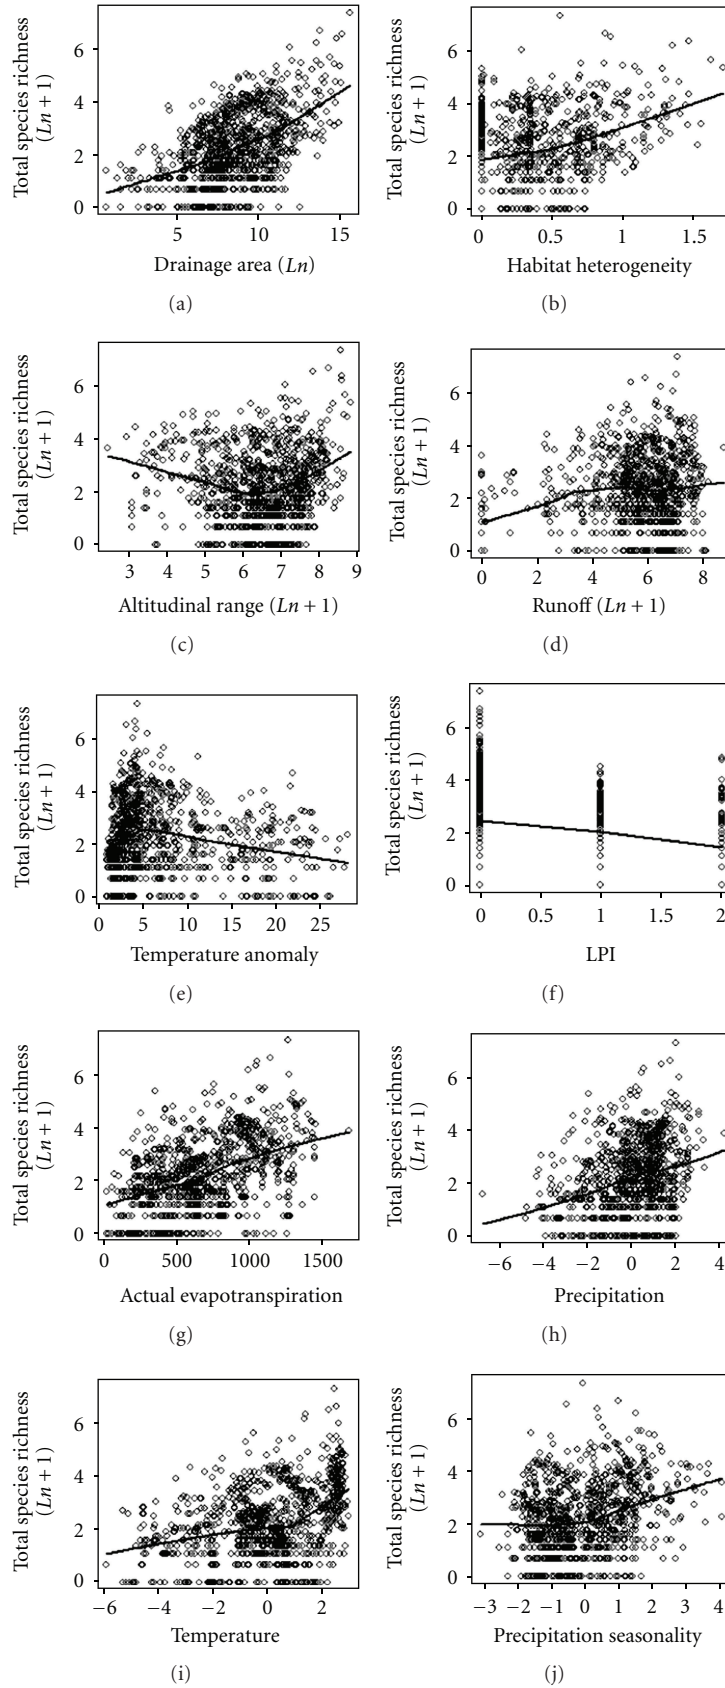 Total species richness
(Ln + 1)
6
4
2
0
5
10
15
Drainage area (Ln)
(a)
Total species richness
(Ln + 1)
6
4
2
0
0
0.5
1
1.5
Habitat heterogeneity
(b)
Total species richness
(Ln + 1)
6
4
2
0
3
4
5
6
7
8
9
Altitudinal range (Ln + 1)
(c)
Total species richness
(Ln + 1)
6
4
2
0
0
2
4
6
8
Runoff (Ln + 1)
(d)
Total species richness
(Ln + 1)
6
4
2
0
0
5
10
15
20
25
Temperature anomaly
(e)
Total species richness
(Ln + 1)
6
4
2
0
0
0.5
1
1.5
2
LPI
(f)
Total species richness
(Ln + 1)
6
4
2
0
0
500
1000
1500
Actual evapotranspiration
(g)
Total species richness
(Ln + 1)
6
4
2
0
−6
−4
−2
0
2
4
Precipitation
(h)
Total species richness
(Ln + 1)
6
4
2
0
−6
−4
−2
0
2
Temperature
(i)
Total species richness
(Ln + 1)
6
4
2
0
−3
−2
−1
0
1
2
3
4
Precipitation seasonality
(j)